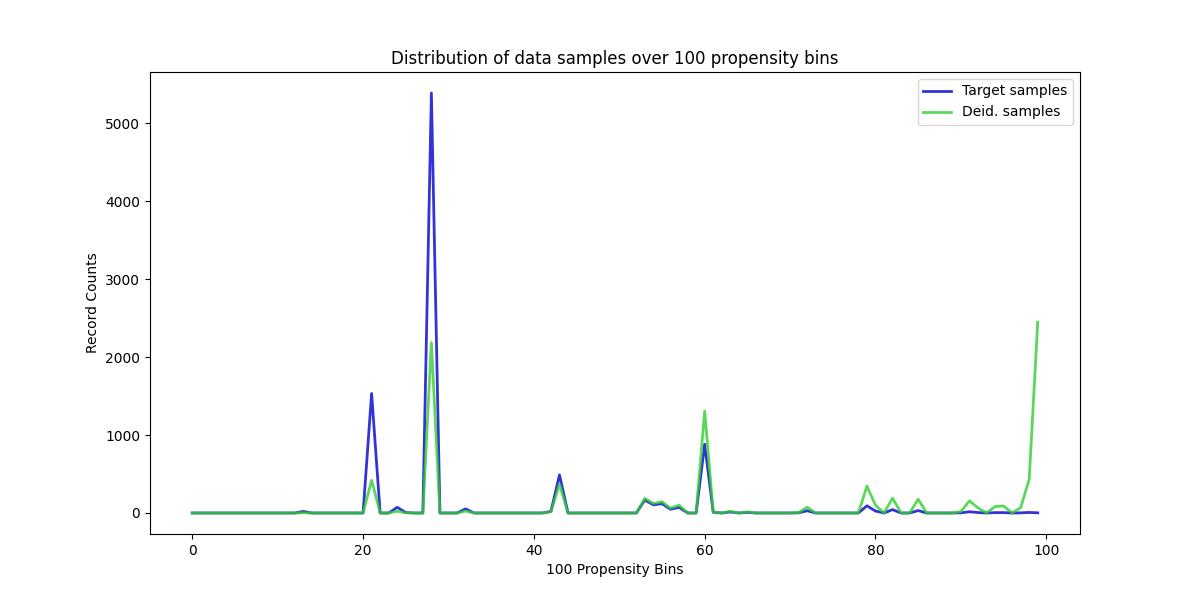 Distribution of data samples over 100 propensity bins
Target samples
Deid. samples
Record Counts
5000
4000
3000
2000
1000
0
0 20 40 60 80 100
100 Propensity Bins